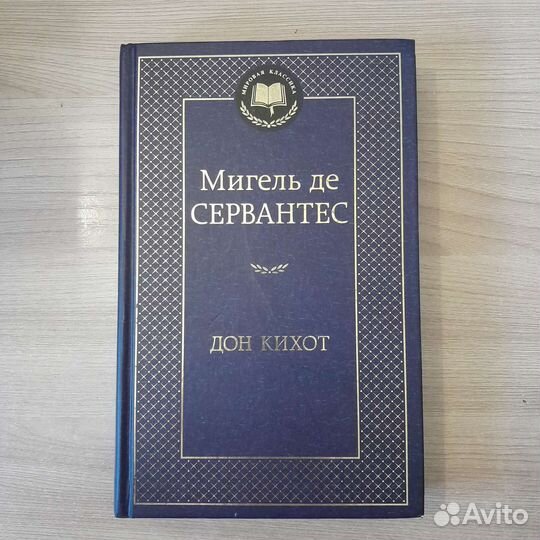 МИРОВАЯ КЛАССИКА
Мигель де
СЕРВАНТЕС
ДОН КИХОТ
Avito